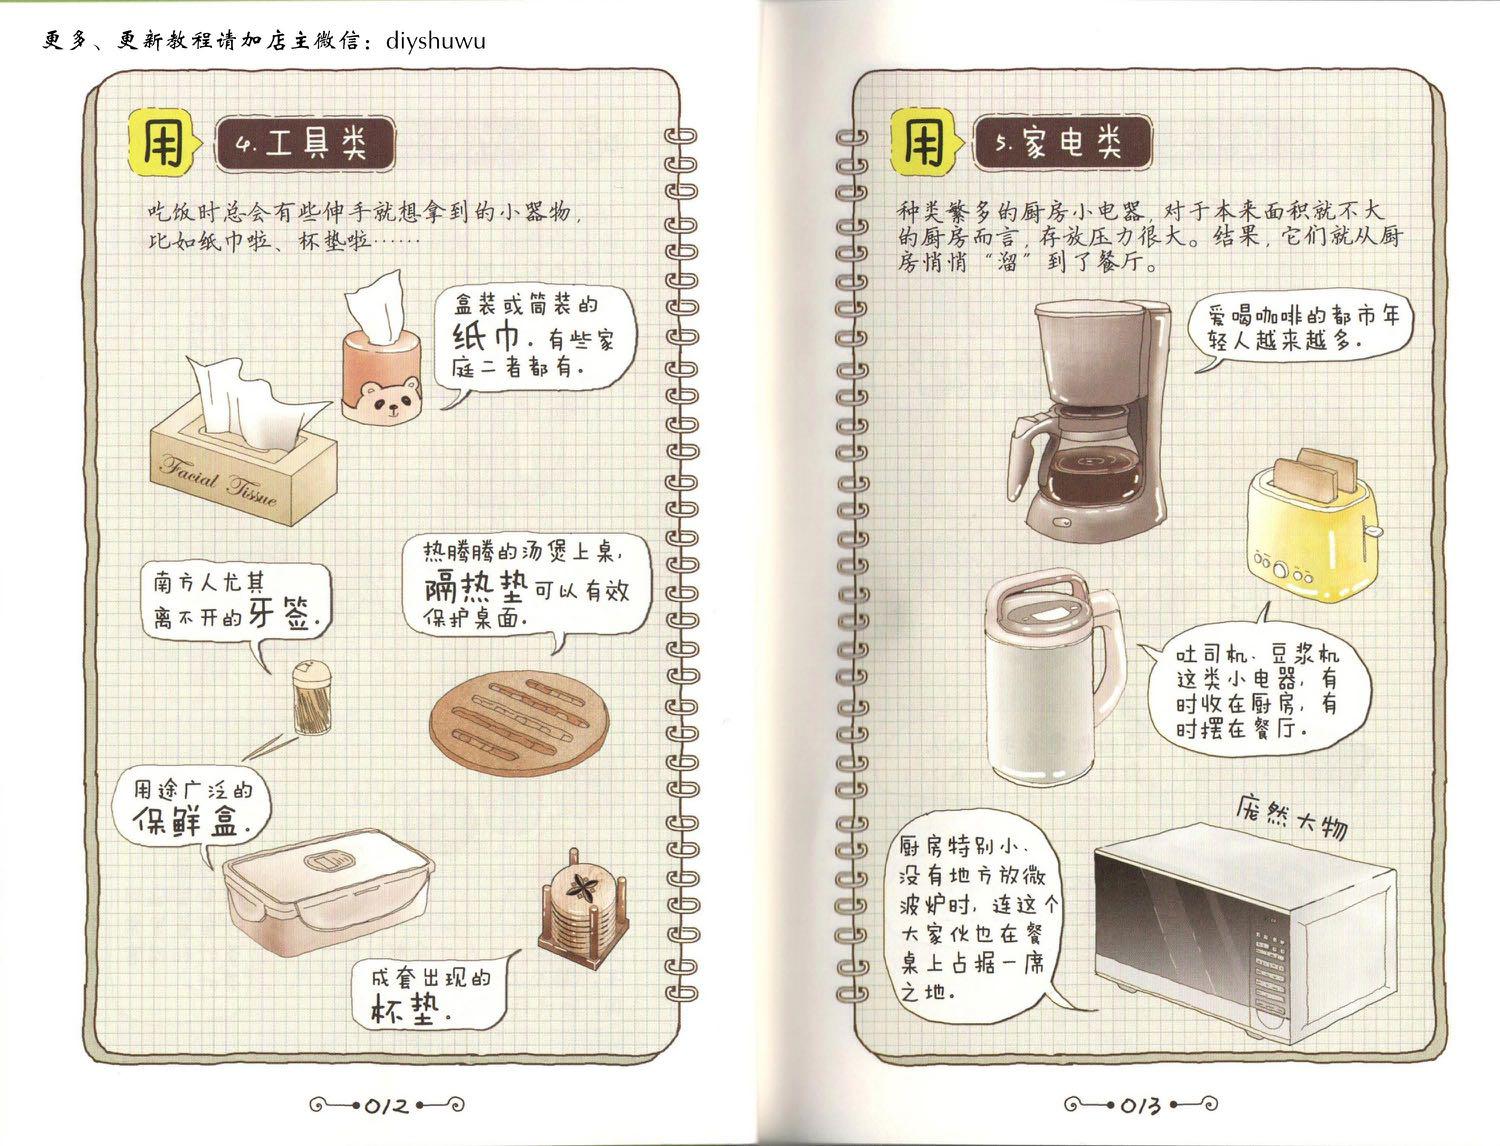 更多、更新教程请加店主微信：diyshuwu
用
4.工具类
吃饭时总会有些伸手就想拿到的小器物，
比如纸巾啦、杯垫啦……
盒装或筒装的
纸巾.有些家
庭二者都有.
Facial Tissue
热腾腾的汤煲上桌，
隔热垫可以有效
保护桌面.
南方人尤其
离不开的牙签.
用途广泛的
保鲜盒.
成套出现的
杯垫.
012
用
5.家电类
种类繁多的厨房小电器，对于本来面积就不大
的厨房而言，存放压力很大。结果，它们就从厨
房悄悄“溜”到了餐厅。
爱喝咖啡的都市年
轻人越来越多.
吐司机、豆浆机
这类小电器，有
时收在厨房，有
时摆在餐厅。
庞然大物
厨房特别小、
没有地方放微
波炉时，连这个
大家伙也在餐
桌上占据一席
之地.
013